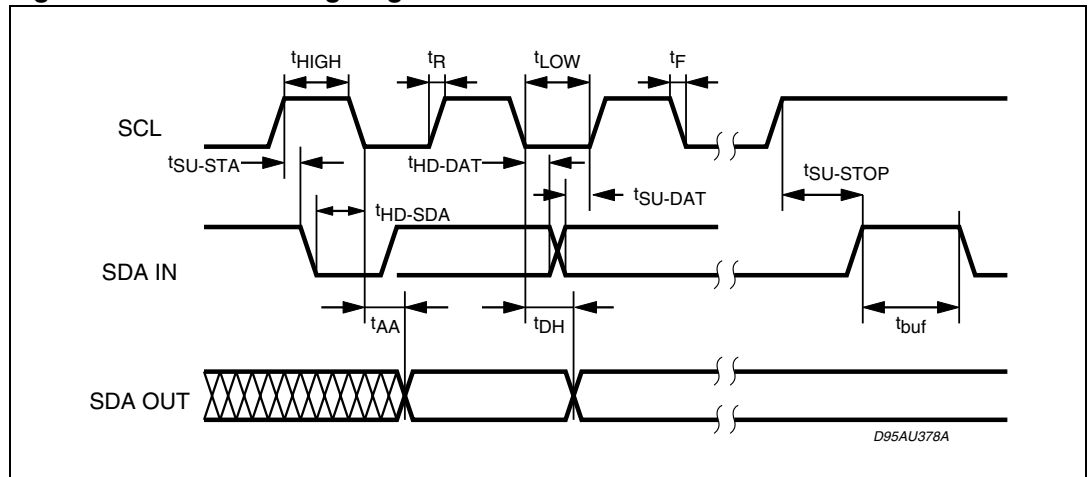 tHIGH
tR
tLOW
tF
SCL
tSU-STA
tHD-DAT
tSU-STOP
tSU-DAT
tHD-SDA
SDA IN
tAA
tDH
tbuf
SDA OUT
D95AU378A